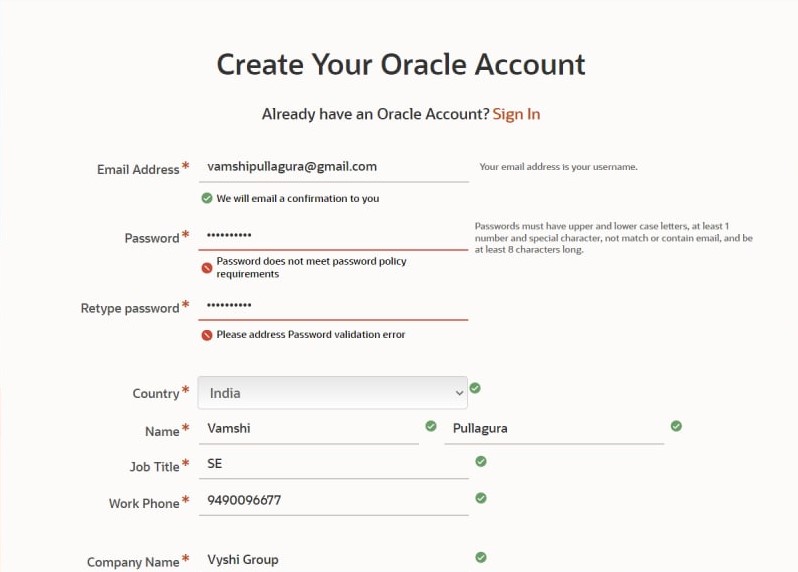 Create Your Oracle Account
Already have an Oracle Account? Sign In
Email Address* vamshipullagura@gmail.com Your email address is your username.
We will email a confirmation to you
Password* •••••••••• Passwords must have upper and lower case letters, at least 1
number and special character, not match or contain email, and be
at least 8 characters long.
Password does not meet password policy
requirements
Retype password* ••••••••••
Please address Password validation error
Country* India
Name* Vamshi Pullagura
Job Title* SE
Work Phone* 9490096677
Company Name* Vyshi Group